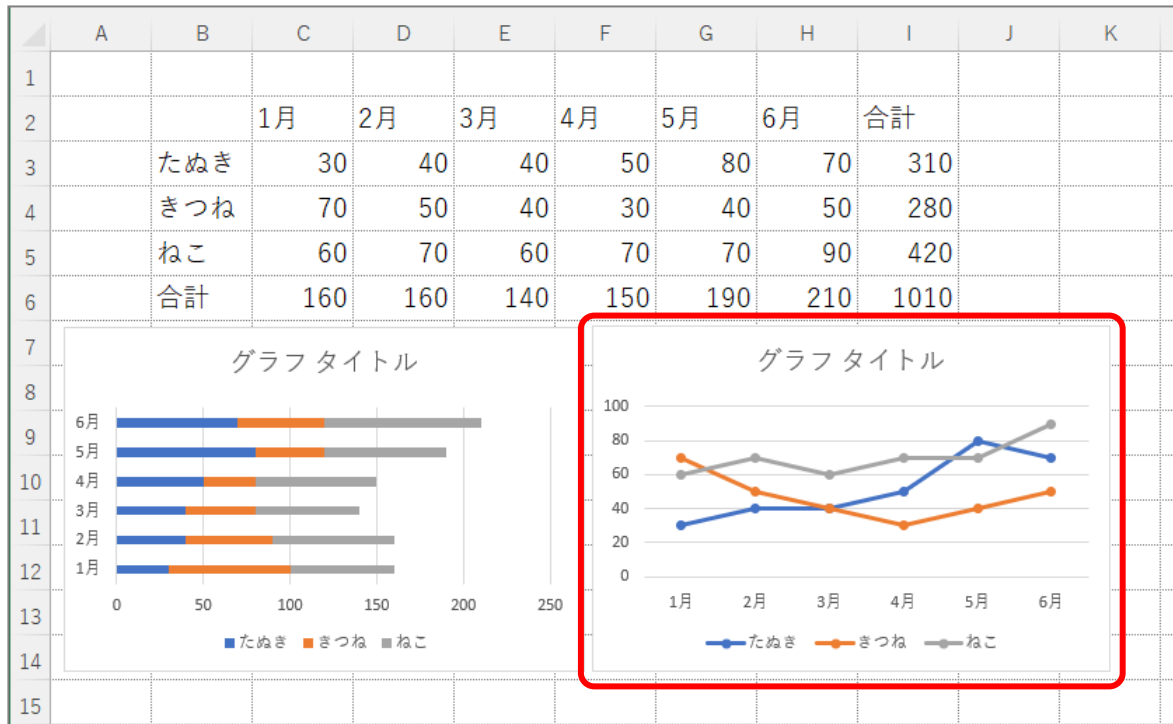 A B C D E F G H I J K
1
2 1月 2月 3月 4月 5月 6月 合計
3 たぬき 30 40 40 50 80 70 310
4 きつね 70 50 40 30 40 50 280
5 ねこ 60 70 60 70 70 90 420
6 合計 160 160 140 150 190 210 1010
7
8
9
10
11
12
13
14
15
グラフ タイトル
6月
5月
4月
3月
2月
1月
0 50 100 150 200 250
たぬき きつね ねこ
グラフ タイトル
100
80
60
40
20
0
1月 2月 3月 4月 5月 6月
たぬき きつね ねこ